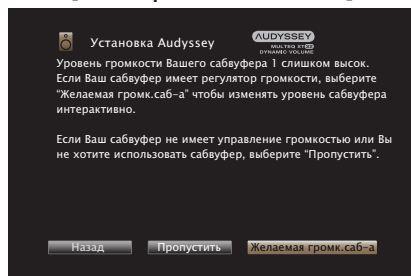 Установка Audyssey
AUDYSSEY
MULTEQ XT32
DYNAMIC VOLUME
Уровень громкости Вашего сабвуфера 1 слишком высок.
Если Ваш сабвуфер имеет регулятор громкости, выберите
“Желаемая громк.саб-а” чтобы изменять уровень сабвуфера
интерактивно.
Если Ваш сабвуфер не имеет управление громкостью или Вы
не хотите использовать сабвуфер, выберите “Пропустить”.
Назад
Пропустить
Желаемая громк.саб-а